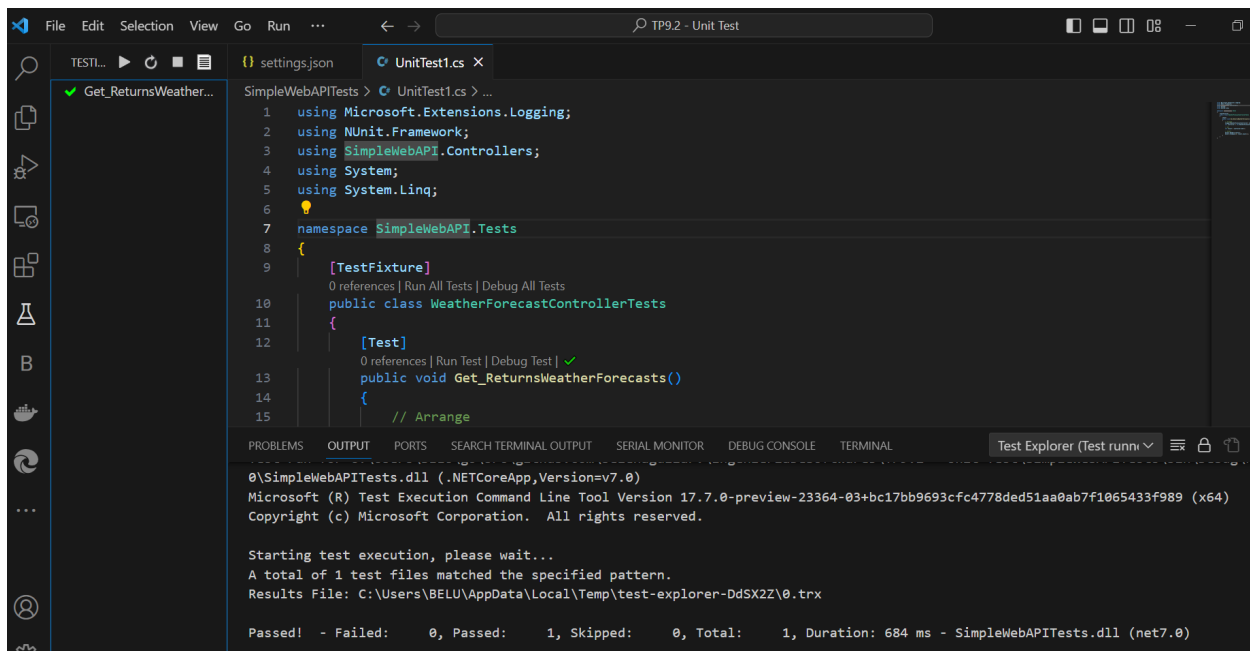 File Edit Selection View Go Run ··· ← → TP9.2 - Unit Test
TESTI...
{} settings.json
UnitTest1.cs ×
Get_ReturnsWeather...
SimpleWebAPITests > UnitTest1.cs > ...
1 using Microsoft.Extensions.Logging;
2 using NUnit.Framework;
3 using SimpleWebAPI.Controllers;
4 using System;
5 using System.Linq;
6
7 namespace SimpleWebAPI.Tests
8 {
9 [TestFixture]
0 references | Run All Tests | Debug All Tests
10 public class WeatherForecastControllerTests
11 {
12 [Test]
0 references | Run Test | Debug Test | ✓
13 public void Get_ReturnsWeatherForecasts()
14 {
15 // Arrange
B
PROBLEMS OUTPUT PORTS SEARCH TERMINAL OUTPUT SERIAL MONITOR DEBUG CONSOLE TERMINAL Test Explorer (Test runne
0\SimpleWebAPITests.dll (.NETCoreApp,Version=v7.0)
Microsoft (R) Test Execution Command Line Tool Version 17.7.0-preview-23364-03+bc17bb9693cfc4778ded51aa0ab7f1065433f989 (x64)
Copyright (c) Microsoft Corporation. All rights reserved.
Starting test execution, please wait...
A total of 1 test files matched the specified pattern.
Results File: C:\Users\BELU\AppData\Local\Temp\test-explorer-DdSX2Z\0.trx
Passed! - Failed: 0, Passed: 1, Skipped: 0, Total: 1, Duration: 684 ms - SimpleWebAPITests.dll (net7.0)